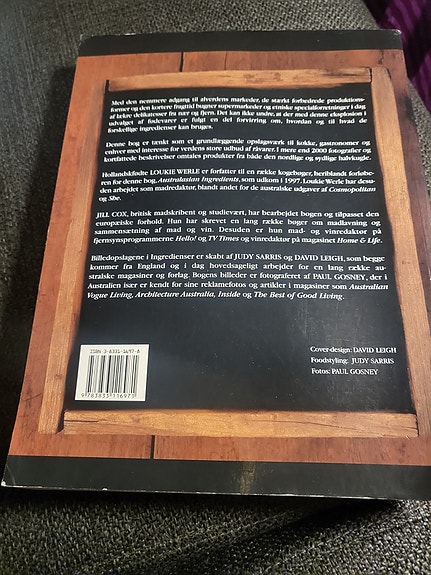 Med den nemmere adgang til alverdens markeder, de stærkt forbedrede produktions-
former og den kortere fragttid bugner supermarkeder og etniske specialforretninger i dag
af lækre delikatesser fra nær og fjern. Det kan ikke undre, at der med denne eksplosion i
udvalget af fødevarer er fulgt en del forvirring om, hvordan og til hvad de
forskellige ingredienser kan bruges.
Denne bog er tænkt som et grundlæggende opslagsværk til kokke, gastronomer og
enhver med interesse for verdens store udbud af råvarer. I mere end 2000 fotografier og
kortfattede beskrivelser omtales produkter fra både den nordlige og sydlige halvkugle.
Hollandskfødte LOUKIE WERLE er forfatter til en række kogebøger, heriblandt forløbe-
ren for denne bog, Australasian Ingredients, som udkom i 1997. Loukie Werle har desu-
den arbejdet som madredaktør, blandt andet for de australske udgaver af Cosmopolitan
og She.
JILL COX, britisk madskribent og studievært, har bearbejdet bogen og tilpasset den
europæiske forhold. Hun har skrevet en lang række bøger om madlavning og
sammensætning af mad og vin. Desuden er hun mad- og vinredaktør på
fjernsynsprogrammerne Hello! og TV Times og vinredaktør på magasinet Home & Life.
Billedopslagene i Ingredienser er skabt af JUDY SARRIS og DAVID LEIGH, som begge
kommer fra England og i dag hovedsageligt arbejder for en lang række au-
stralske magasiner og forlag. Bogens billeder er fotograferet af PAUL GOSNEY, der i
Australien især er kendt for sine reklamefotos og artikler i magasiner som Australian
Vogue Living, Architecture Australia, Inside og The Best of Good Living.
ISBN 3-8331-1697-6
9 783833 116971
Cover-design: DAVID LEIGH
Foodstyling: JUDY SARRIS
Fotos: PAUL GOSNEY